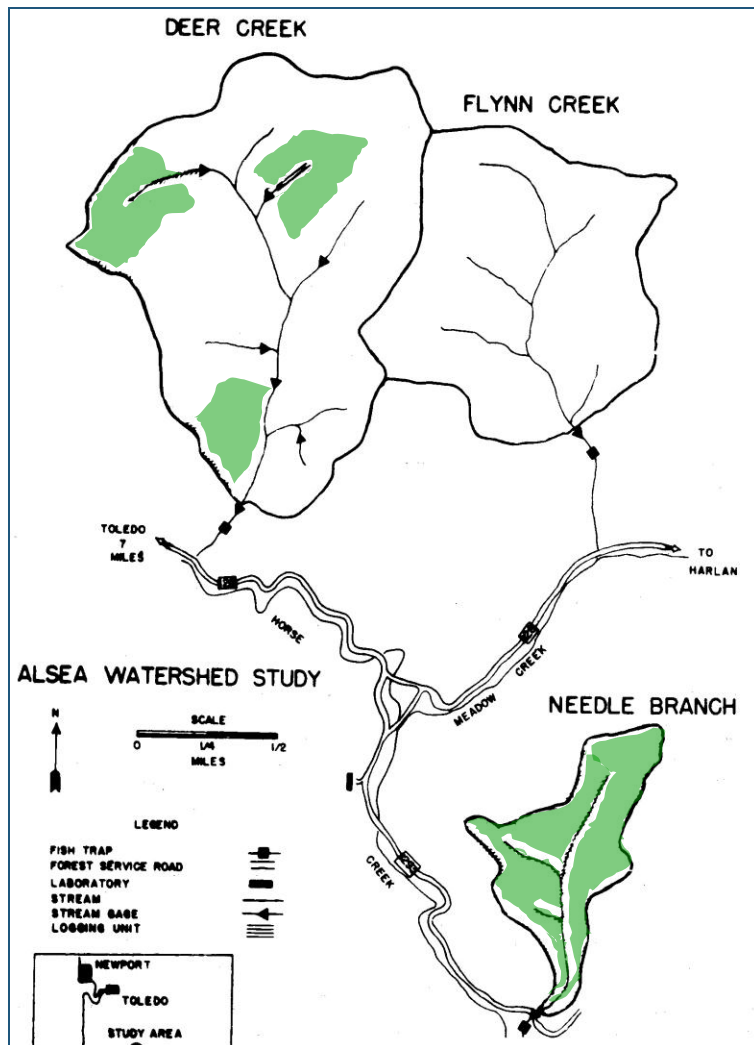 DEER CREEK
FLYNN CREEK
TOLEDO
7
MILES
TO
HARLAN
HORSE
CREEK
MEADOW
ALSEA WATERSHED STUDY
NEEDLE BRANCH
N
SCALE
0 1/4 1/2
MILES
CREEK
LEGEND
FISH TRAP
FOREST SERVICE ROAD
LABORATORY
STREAM
STREAM GAGE
LOGGING UNIT
NEWPORT
TOLEDO
STUDY AREA